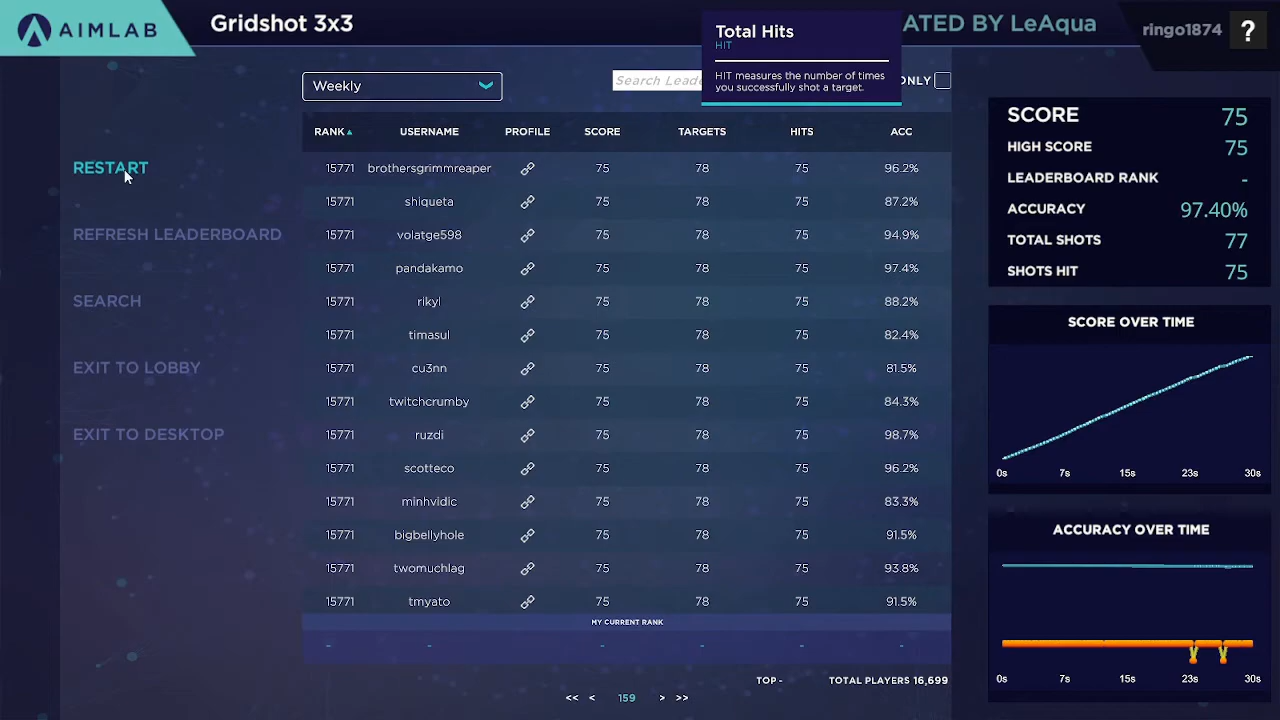 AIMLAB
Gridshot 3x3
ATED BY LeAqua
ringo1874
?
Total Hits
HIT
HIT measures the number of times
you successfully shot a target.
Weekly
Search Lead
ONLY
RESTART
REFRESH LEADERBOARD
SEARCH
EXIT TO LOBBY
EXIT TO DESKTOP
RANK USERNAME PROFILE SCORE TARGETS HITS ACC
15771 brothersgrimmreaper 75 78 75 96.2%
15771 shiqueta 75 78 75 87.2%
15771 volatge598 75 78 75 94.9%
15771 pandakamo 75 78 75 97.4%
15771 rikyl 75 78 75 88.2%
15771 timasul 75 78 75 82.4%
15771 cu3nn 75 78 75 81.5%
15771 twitchcrumby 75 78 75 84.3%
15771 ruzdi 75 78 75 98.7%
15771 scotteco 75 78 75 96.2%
15771 minhvidic 75 78 75 83.3%
15771 bigbellyhole 75 78 75 91.5%
15771 twomuchlag 75 78 75 93.8%
15771 tmyato 75 78 75 91.5%
MY CURRENT RANK
- - - - - -
TOP - TOTAL PLAYERS 16,699
<< < 159 > >>
SCORE 75
HIGH SCORE 75
LEADERBOARD RANK -
ACCURACY 97.40%
TOTAL SHOTS 77
SHOTS HIT 75
SCORE OVER TIME
0s 7s 15s 23s 30s
ACCURACY OVER TIME
0s 7s 15s 23s 30s